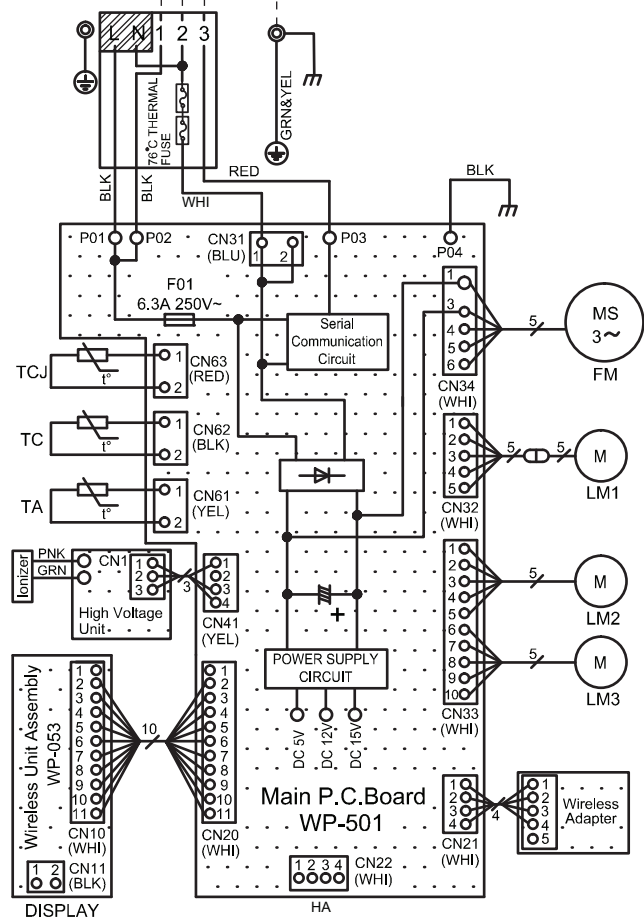 L N 1 2 3
76°C THERMAL
FUSE
GRN&YEL
BLK
BLK
WHI
RED
BLK
P01
P02
CN31
(BLU)
1 2
P03
P04
F01
6.3A 250V~
Serial
Communication
Circuit
1
3
4
5
6
CN34
(WHI)
5
MS
3~
FM
TCJ
t°
1
2
CN63
(RED)
TC
t°
1
2
CN62
(BLK)
TA
t°
1
2
CN61
(YEL)
1
2
3
4
5
CN32
(WHI)
5
5
M
LM1
Ionizer
PNK
GRN
CN1
1
2
3
High Voltage
Unit
3
1
2
3
4
CN41
(YEL)
+
1
2
3
4
5
6
7
8
9
10
CN33
(WHI)
5
M
LM2
5
M
LM3
POWER SUPPLY
CIRCUIT
DC 5V
DC 12V
DC 15V
Wireless Unit Assembly
WP-053
1
2
3
4
5
6
7
8
9
10
11
CN10
(WHI)
1 2
CN11
(BLK)
DISPLAY
10
1
2
3
4
5
6
7
8
9
10
11
CN20
(WHI)
Main P.C.Board
WP-501
1 2 3 4
CN22
(WHI)
HA
1
2
3
4
CN21
(WHI)
4
1
2
3
4
5
Wireless
Adapter